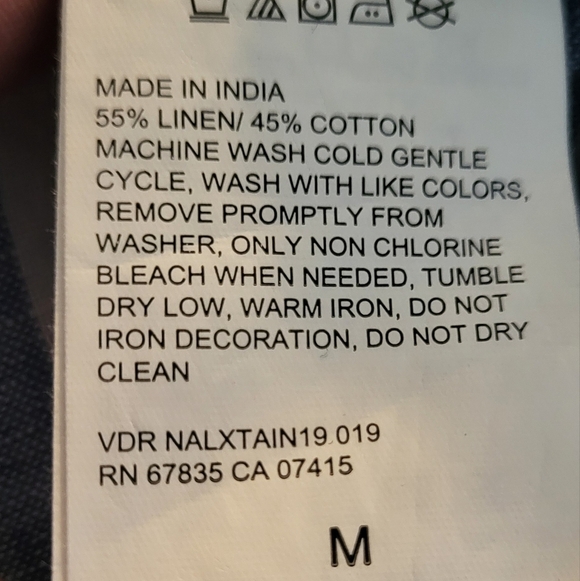 MADE IN INDIA
55% LINEN/ 45% COTTON
MACHINE WASH COLD GENTLE
CYCLE, WASH WITH LIKE COLORS,
REMOVE PROMPTLY FROM
WASHER, ONLY NON CHLORINE
BLEACH WHEN NEEDED, TUMBLE
DRY LOW, WARM IRON, DO NOT
IRON DECORATION, DO NOT DRY
CLEAN
VDR NALXTAIN19.019
RN 67835 CA 07415
M